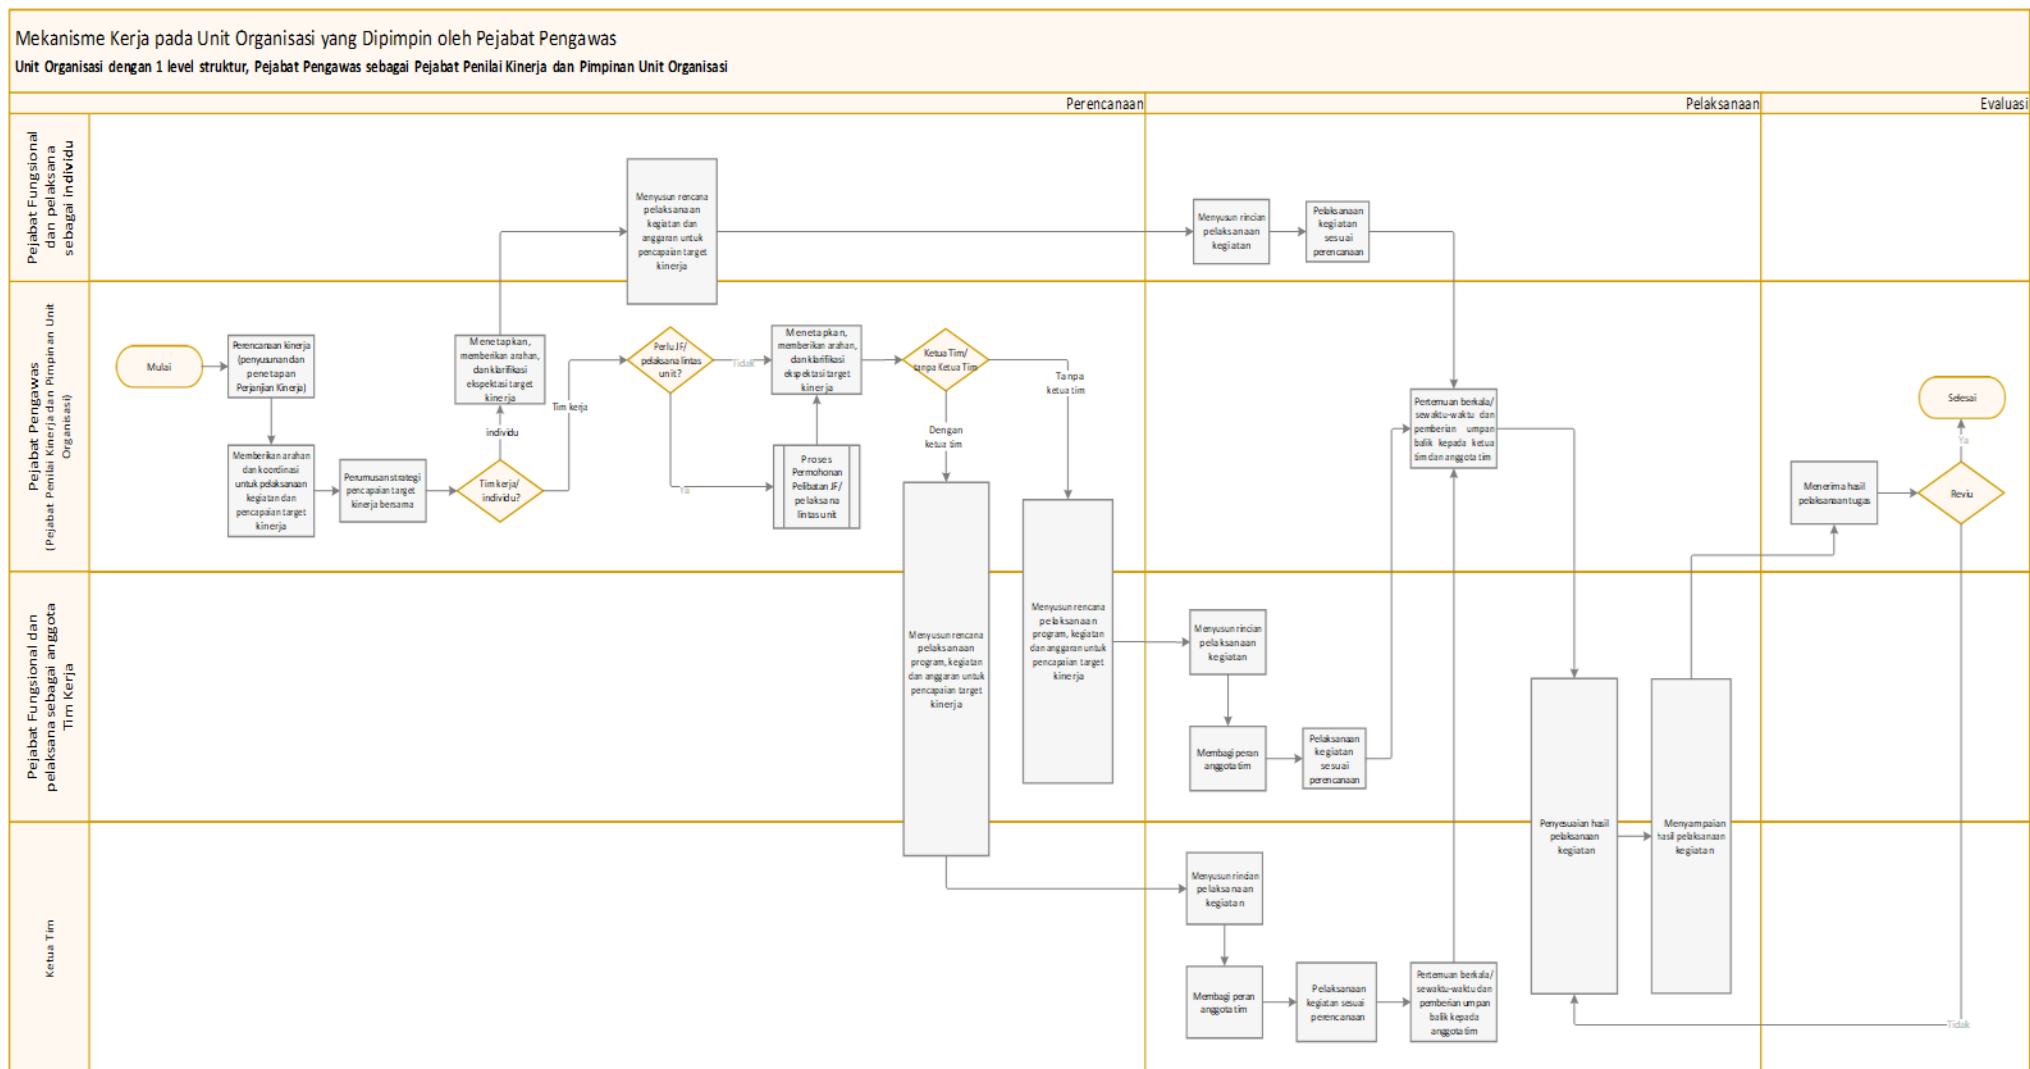 Mekanisme Kerja pada Unit Organisasi yang Dipimpin oleh Pejabat Pengawas
Unit Organisasi dengan 1 level struktur, Pejabat Pengawas sebagai Pejabat Penilai Kinerja dan Pimpinan Unit Organisasi
Perencanaan
Pelaksanaan
Evaluasi
Pejabat Fungsional
dan pelaksana
sebagai individu
Menyusun rencana
pelaksanaan
kegiatan dan
anggaran untuk
pencapaian target
kinerja
Menyusun rincian
pelaksanaan
kegiatan
Pelaksanaan
kegiatan
sesuai
perencanaan
Pejabat Pengawas
(Pejabat Penilai Kinerja dan Pimpinan Unit
Organisasi)
Mulai
Perencanaan kinerja
(penyusunan dan
penetapan
Perjanjian Kinerja)
Memberikan arahan
dan koordinasi
untuk pelaksanaan
kegiatan dan
pencapaian target
kinerja
Perumusan strategi
pencapaian target
kinerja bersama
Tim kerja/
individu?
individu
Menetapkan,
memberikan arahan,
dan klarifikasi
ekspektasi target
kinerja
Tim kerja
Perlu JF/
pelaksana lintas
unit?
Tidak
Ya
Proses
Permohonan
Pelibatan JF/
pelaksana
lintas unit
Menetapkan,
memberikan arahan,
dan klarifikasi
ekspektasi target
kinerja
Ketua Tim/
tanpa Ketua Tim
Dengan
ketua tim
Tanpa
ketua tim
Pertemuan berkala/
sewaktu-waktu dan
pemberian umpan
balik kepada ketua
tim dan anggota tim
Menerima hasil
pelaksanaan tugas
Reviu
Ya
Selesai
Tidak
Pejabat Fungsional dan
pelaksana sebagai anggota
Tim Kerja
Menyusun rencana
pelaksanaan
program, kegiatan
dan anggaran untuk
pencapaian target
kinerja
Menyusun rencana
pelaksanaan
program, kegiatan
dan anggaran untuk
pencapaian target
kinerja
Menyusun rincian
pelaksanaan
kegiatan
Membagi peran
anggota tim
Pelaksanaan
kegiatan
sesuai
perencanaan
Penyesuaian hasil
pelaksanaan
kegiatan
Menyampaian
hasil pelaksanaan
kegiatan
Ketua Tim
Menyusun rincian
pelaksanaan
kegiatan
Membagi peran
anggota tim
Pelaksanaan
kegiatan sesuai
perencanaan
Pertemuan berkala/
sewaktu-waktu dan
pemberian umpan
balik kepada
anggota tim